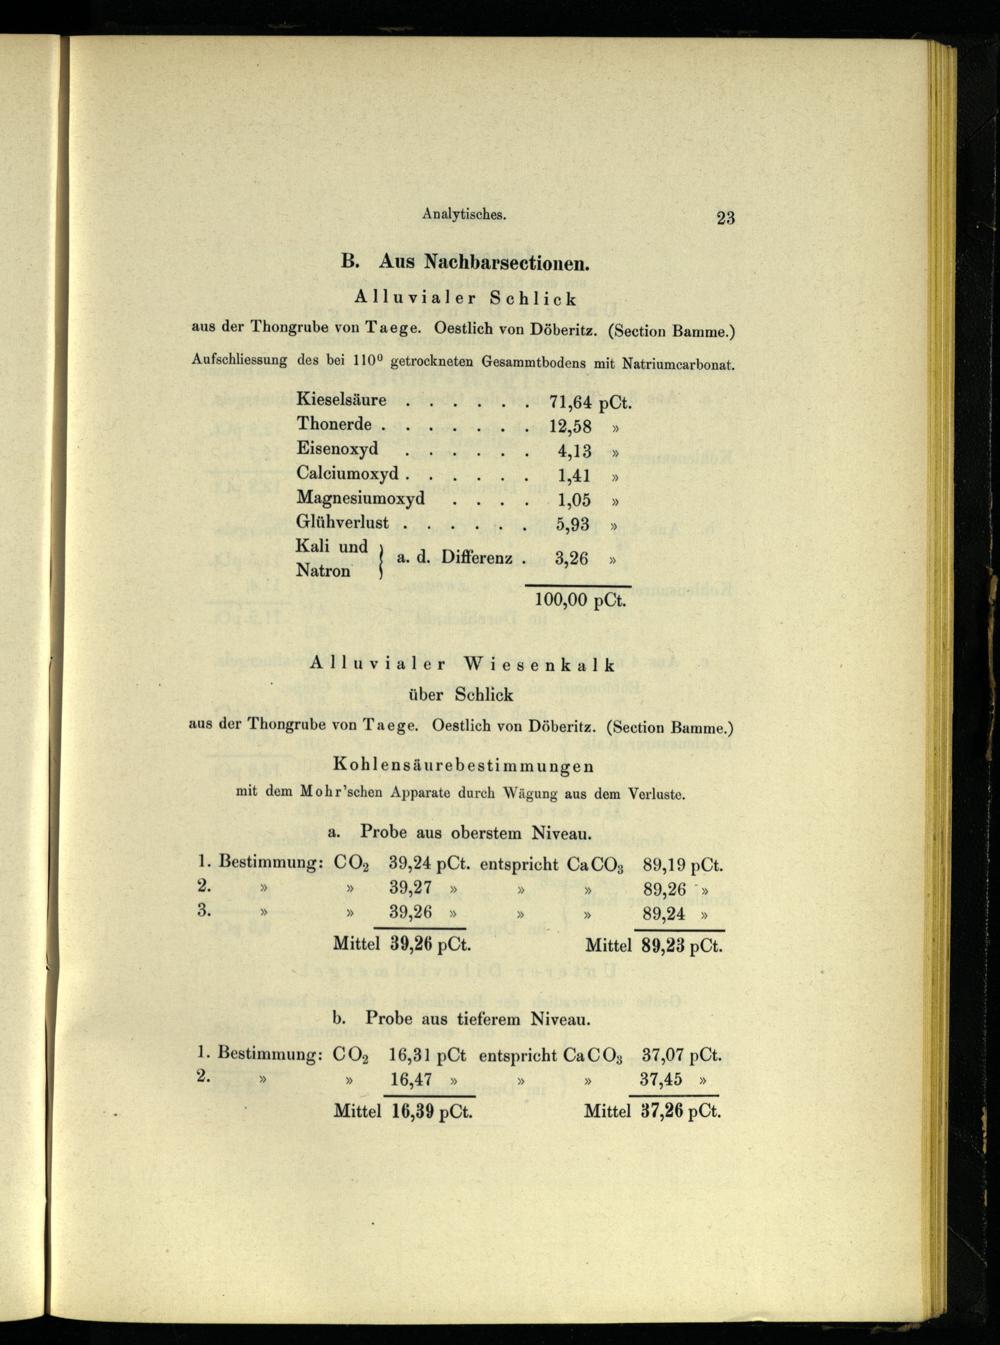 Analytisches. 23
B. Aus Nachbarsectionen.
Alluvialer Schlick
aus der Thongrube von Taege. Oestlich von Döberitz. (Section Bamme.)
Aufschliessung des bei 110⁰ getrockneten Gesammtbodens mit Natriumcarbonat.
Kieselsäure . . . . . . 71,64 pCt.
Thonerde . . . . . . . 12,58 »
Eisenoxyd . . . . . . 4,13 »
Calciumoxyd . . . . . . 1,41 »
Magnesiumoxyd . . . . 1,05 »
Glühverlust . . . . . . 5,93 »
Kali und
Natron } a. d. Differenz . 3,26 »
100,00 pCt.
Alluvialer Wiesenkalk
über Schlick
aus der Thongrube von Taege. Oestlich von Döberitz. (Section Bamme.)
Kohlensäurebestimmungen
mit dem Mohr'schen Apparate durch Wägung aus dem Verluste.
a. Probe aus oberstem Niveau.
1. Bestimmung: CO₂ 39,24 pCt. entspricht CaCO₃ 89,19 pCt.
2. » » 39,27 » » » 89,26 »
3. » » 39,26 » » » 89,24 »
Mittel 39,26 pCt. Mittel 89,23 pCt.
b. Probe aus tieferem Niveau.
1. Bestimmung: CO₂ 16,31 pCt entspricht CaCO₃ 37,07 pCt.
2. » » 16,47 » » » 37,45 »
Mittel 16,39 pCt. Mittel 37,26 pCt.